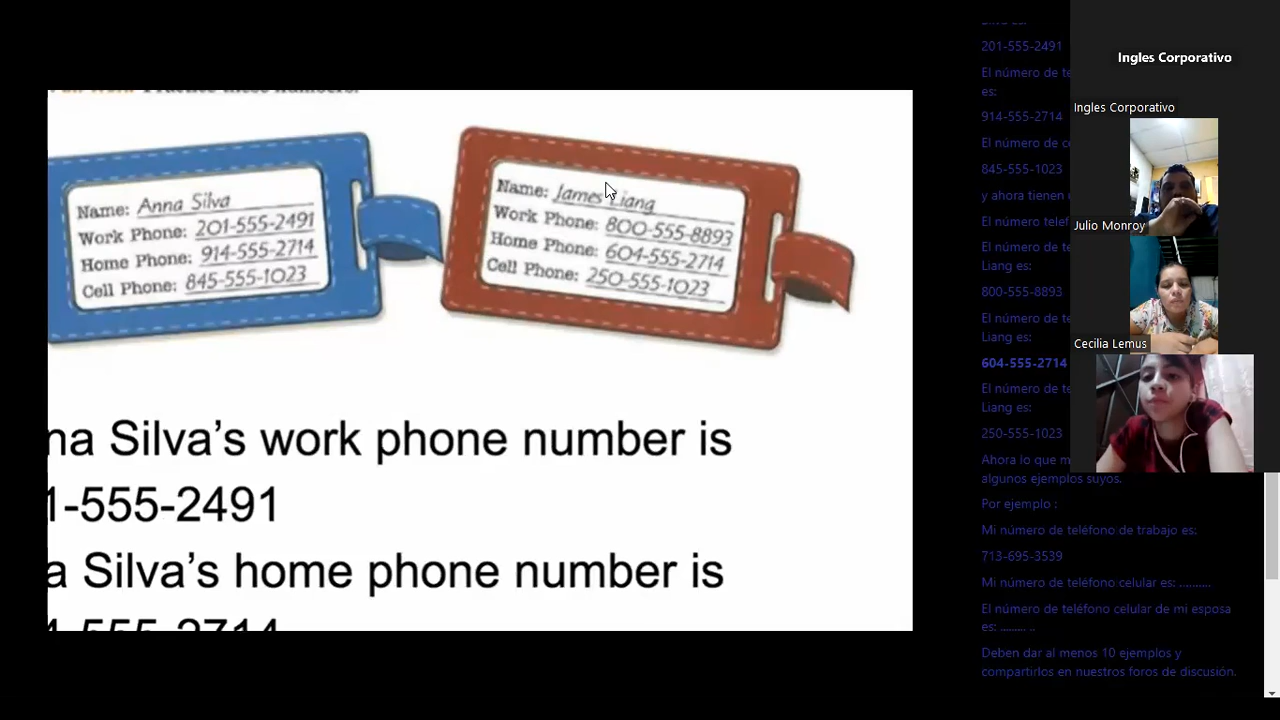 Practice these numbers.
Name: Anna Silva
Work Phone: 201-555-2491
Home Phone: 914-555-2714
Cell Phone: 845-555-1023
Name: James Liang
Work Phone: 800-555-8893
Home Phone: 604-555-2714
Cell Phone: 250-555-1023
na Silva's work phone number is
1-555-2491
a Silva's home phone number is
4-555-2714
201-555-2491
El número de te
es:
914-555-2714
El número de c
845-555-1023
y ahora tienen
El número telef
El número de te
Liang es:
800-555-8893
El número de te
Liang es:
604-555-2714
El número de te
Liang es:
250-555-1023
Ahora lo que m
algunos ejemplos suyos.
Por ejemplo :
Mi número de teléfono de trabajo es:
713-695-3539
Mi número de teléfono celular es: ..........
El número de teléfono celular de mi esposa
es: ........ ..
Deben dar al menos 10 ejemplos y
compartirlos en nuestros foros de discusión.
Ingles Corporativo
Ingles Corporativo
Julio Monroy
Cecilia Lemus